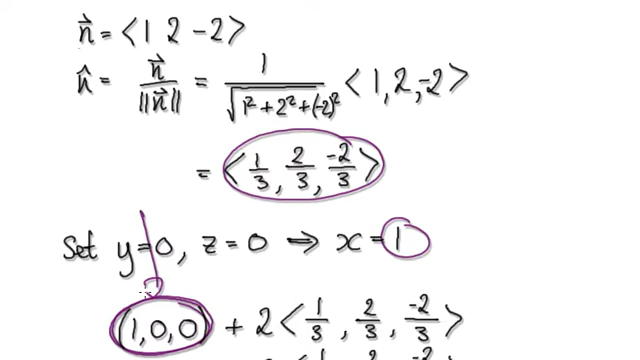 n⃗ = <1 2 -2>
n̂ = n⃗/||n⃗|| = 1/√(1²+2²+(-2)²) <1, 2, -2>
= <1/3, 2/3, -2/3>
Set y=0, z=0 ⇒ x=1
(1,0,0) + 2<1/3, 2/3, -2/3>